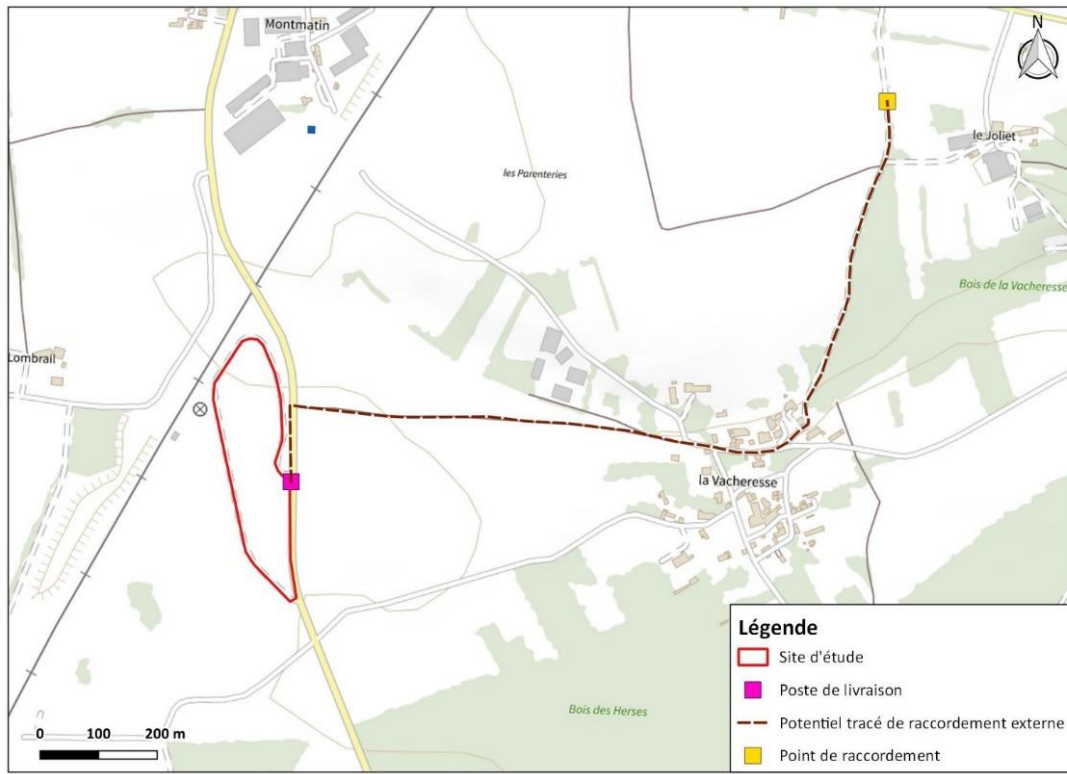 Montmatin
N
le Joliet
les Parenteries
Bois de la Vacheresse
Lombrail
la Vacheresse
Bois des Herses
0 100 200 m
Légende
Site d'étude
Poste de livraison
Potentiel tracé de raccordement externe
Point de raccordement